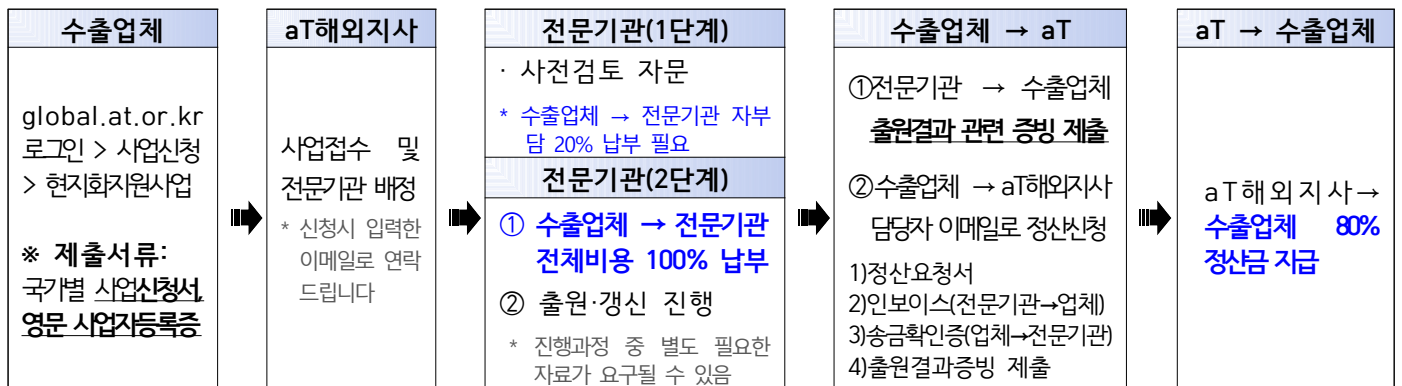 수출업체
global.at.or.kr
로그인 > 사업신청
> 현지화지원사업
※ 제출서류:
국가별 사업신청서,
영문 사업자등록증
aT해외지사
사업접수 및
전문기관 배정
* 신청시 입력한
이메일로 연락
드립니다
전문기관(1단계)
· 사전검토 자문
* 수출업체 → 전문기관 자부
담 20% 납부 필요
전문기관(2단계)
① 수출업체 → 전문기관
전체비용 100% 납부
② 출원·갱신 진행
* 진행과정 중 별도 필요한
자료가 요구될 수 있음
수출업체 → aT
①전문기관 → 수출업체
출원결과 관련 증빙 제출
②수출업체 → aT해외지사
담당자 이메일로 정산신청
1)정산요청서
2)인보이스(전문기관→업체)
3)송금확인증(업체→전문기관)
4)출원결과증빙 제출
aT → 수출업체
aT해외지사→
수출업체 80%
정산금 지급